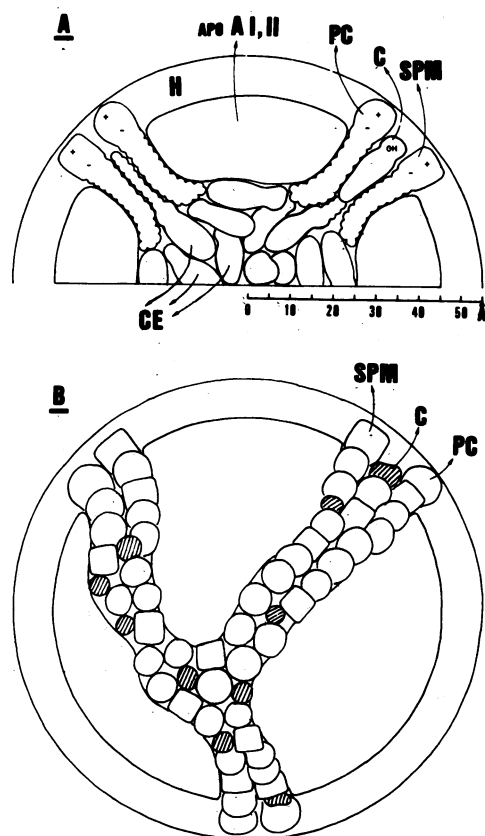 A
APO A I, II
PC
C
SPM
H
+
-
+
-
OH
+
-
+
-
CE
0 10 20 30 40 50 A
B
SPM
C
PC